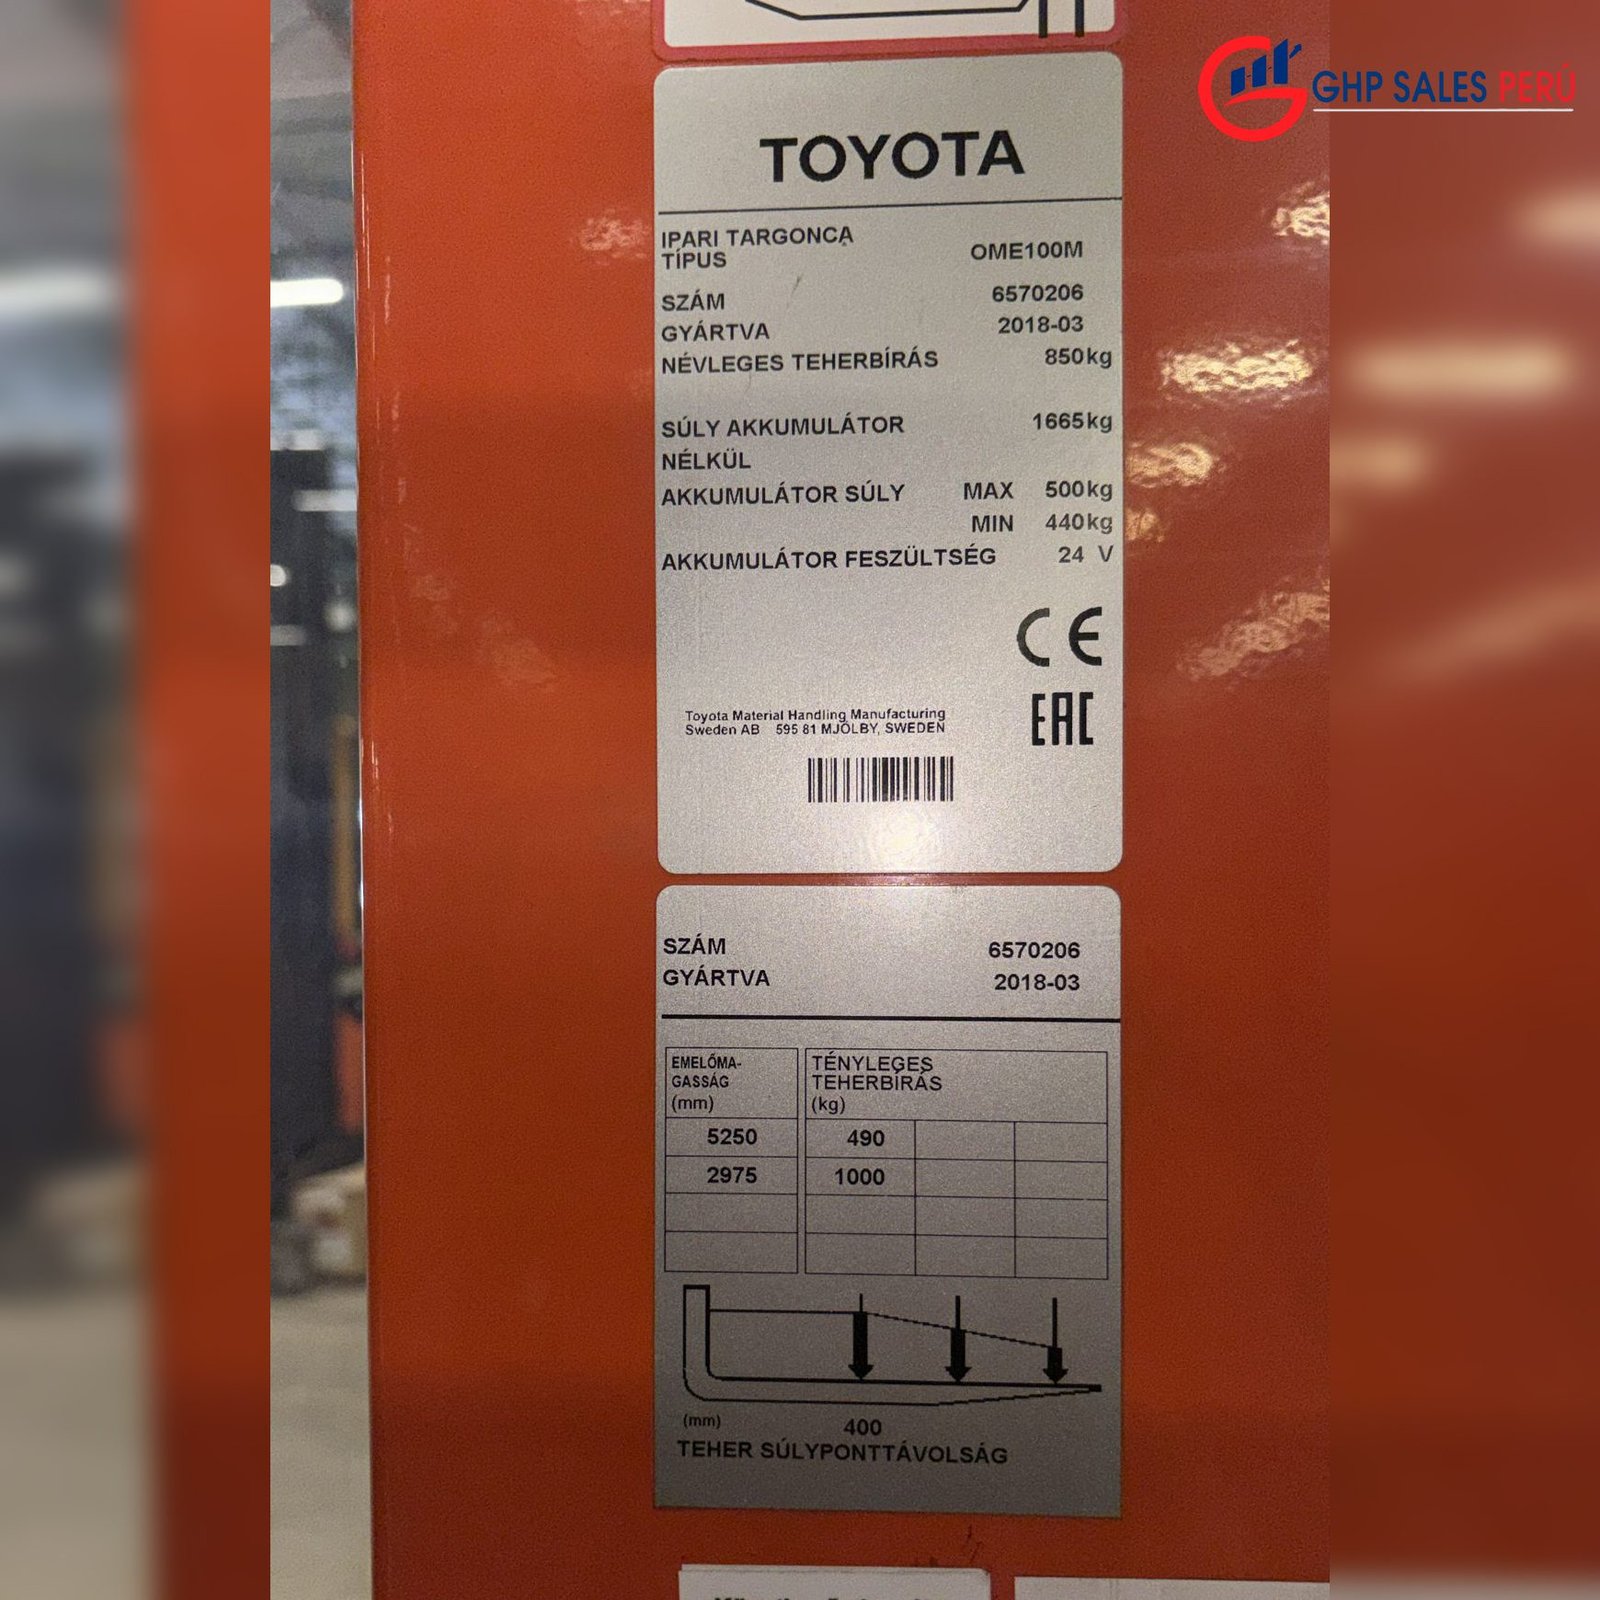 GHP SALES PERÚ
TOYOTA
IPARI TARGONCA
TÍPUS OME100M
SZÁM 6570206
GYÁRTVA 2018-03
NÉVLEGES TEHERBÍRÁS 850kg
SÚLY AKKUMULÁTOR 1665kg
NÉLKÜL
AKKUMULÁTOR SÚLY MAX 500kg
MIN 440kg
AKKUMULÁTOR FESZÜLTSÉG 24 V
CE
EAC
Toyota Material Handling Manufacturing
Sweden AB 595 81 MJÖLBY, SWEDEN
SZÁM 6570206
GYÁRTVA 2018-03
EMELŐMA-
GASSÁG
(mm)
TÉNYLEGES
TEHERBÍRÁS
(kg)
5250 490
2975 1000
(mm) 400
TEHER SÚLYPONTTÁVOLSÁG